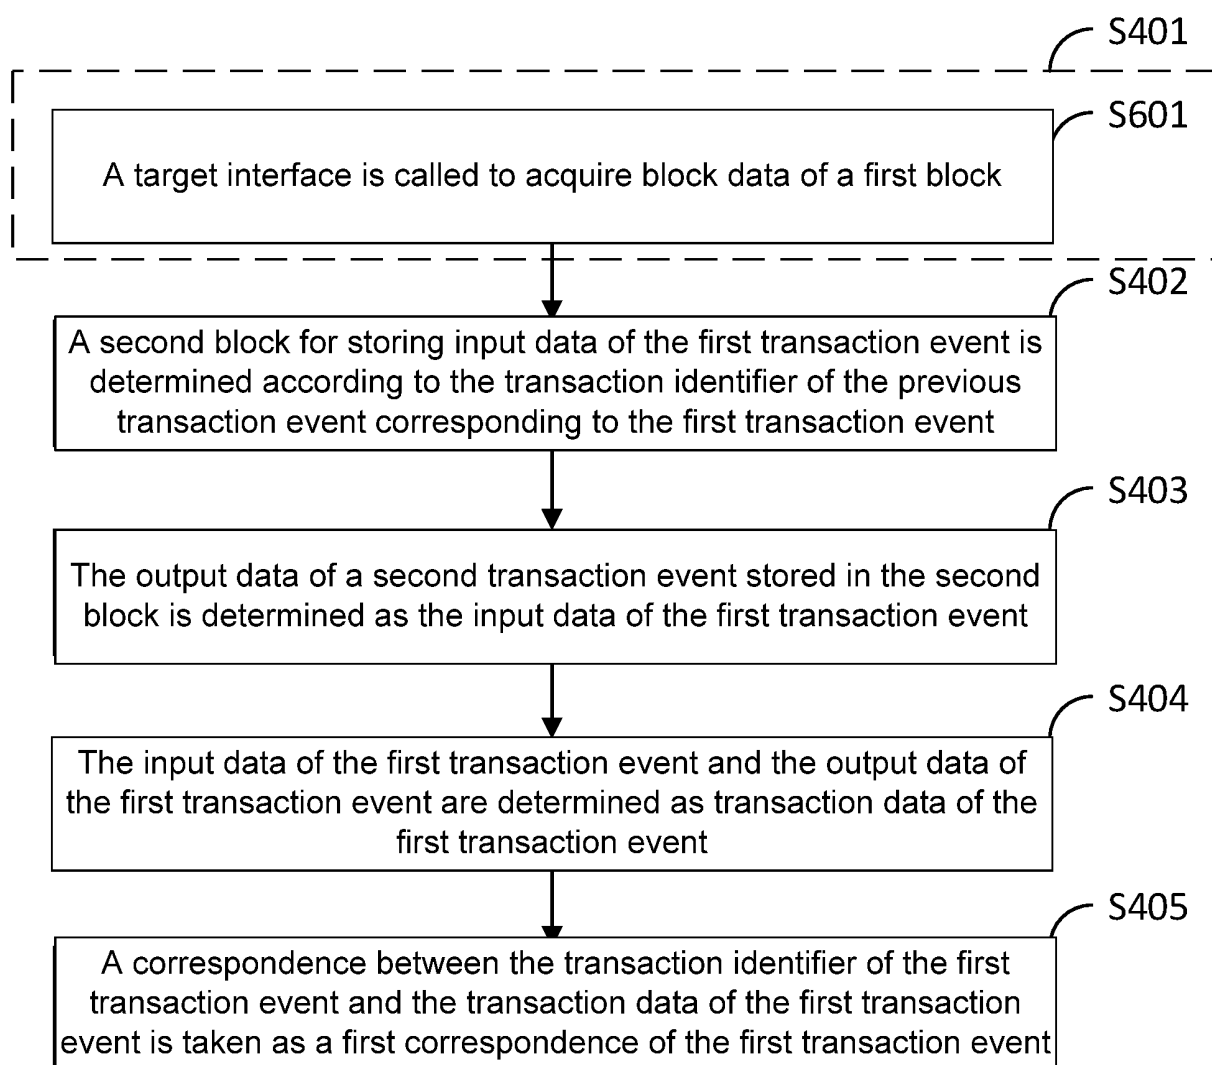 S401
S601
A target interface is called to acquire block data of a first block
S402
A second block for storing input data of the first transaction event is
determined according to the transaction identifier of the previous
transaction event corresponding to the first transaction event
S403
The output data of a second transaction event stored in the second
block is determined as the input data of the first transaction event
S404
The input data of the first transaction event and the output data of
the first transaction event are determined as transaction data of the
first transaction event
S405
A correspondence between the transaction identifier of the first
transaction event and the transaction data of the first transaction
event is taken as a first correspondence of the first transaction event